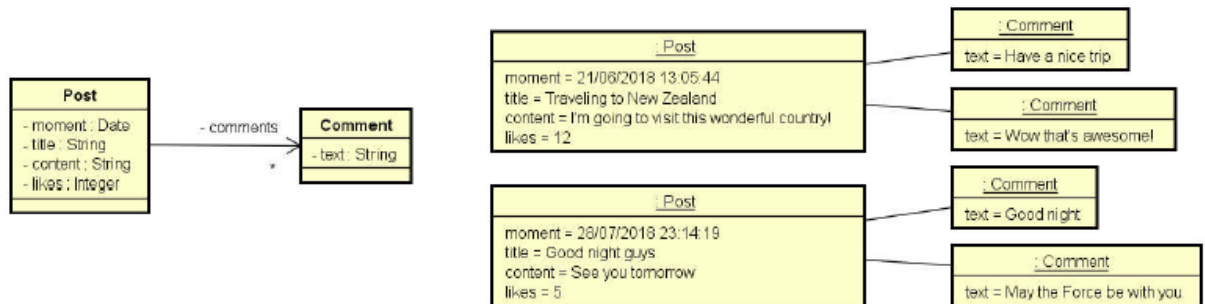 Post
- moment : Date
- title : String
- content : String
- likes : Integer
- comments
*
Comment
- text : String
: Post
moment = 21/06/2018 13:05:44
title = Traveling to New Zealand
content = I'm going to visit this wonderful country!
likes = 12
: Comment
text = Have a nice trip
: Comment
text = Wow that's awesome!
: Post
moment = 28/07/2018 23:14:19
title = Good night guys
content = See you tomorrow
likes = 5
: Comment
text = Good night
: Comment
text = May the Force be with you